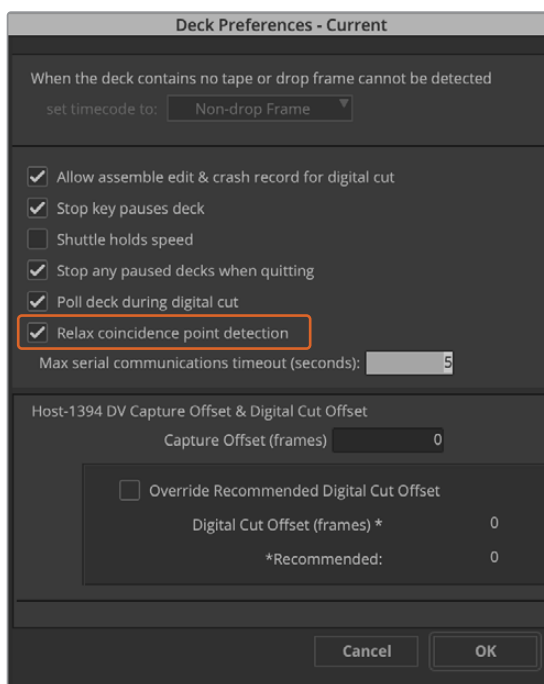 Deck Preferences - Current
When the deck contains no tape or drop frame cannot be detected
set timecode to: Non-drop Frame
Allow assemble edit & crash record for digital cut
Stop key pauses deck
Shuttle holds speed
Stop any paused decks when quitting
Poll deck during digital cut
Relax coincidence point detection
Max serial communications timeout (seconds): 5
Host-1394 DV Capture Offset & Digital Cut Offset
Capture Offset (frames) 0
Override Recommended Digital Cut Offset
Digital Cut Offset (frames) * 0
*Recommended: 0
Cancel OK